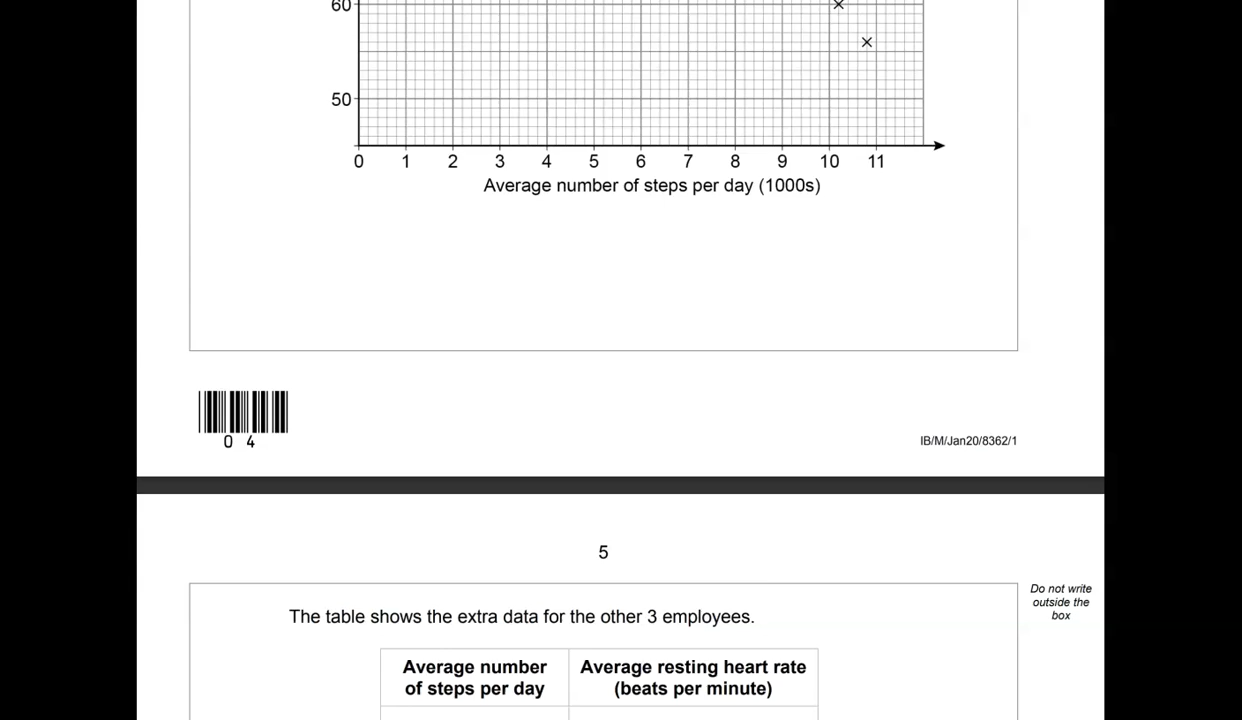 60
50
0 1 2 3 4 5 6 7 8 9 10 11
Average number of steps per day (1000s)
0 4
IB/M/Jan20/8362/1
5
Do not write
outside the
box
The table shows the extra data for the other 3 employees.
Average number
of steps per day
Average resting heart rate
(beats per minute)